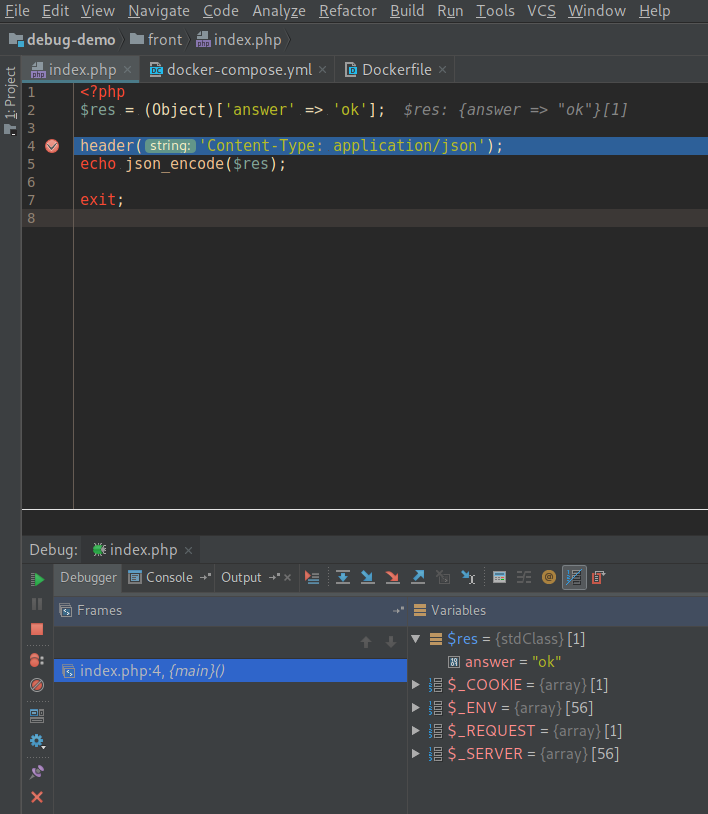 File Edit View Navigate Code Analyze Refactor Build Run Tools VCS Window Help
debug-demo front index.php
index.php docker-compose.yml Dockerfile
1: Project
1 <?php
2 $res = (Object)['answer' => 'ok']; $res: {answer => "ok"}[1]
3
4 header( string: 'Content-Type: application/json');
5 echo json_encode($res);
6
7 exit;
8
Debug: index.php
Debugger Console Output
Frames
Variables
index.php:4, {main}()
$res = {stdClass} [1]
answer = "ok"
$_COOKIE = {array} [1]
$_ENV = {array} [56]
$_REQUEST = {array} [1]
$_SERVER = {array} [56]